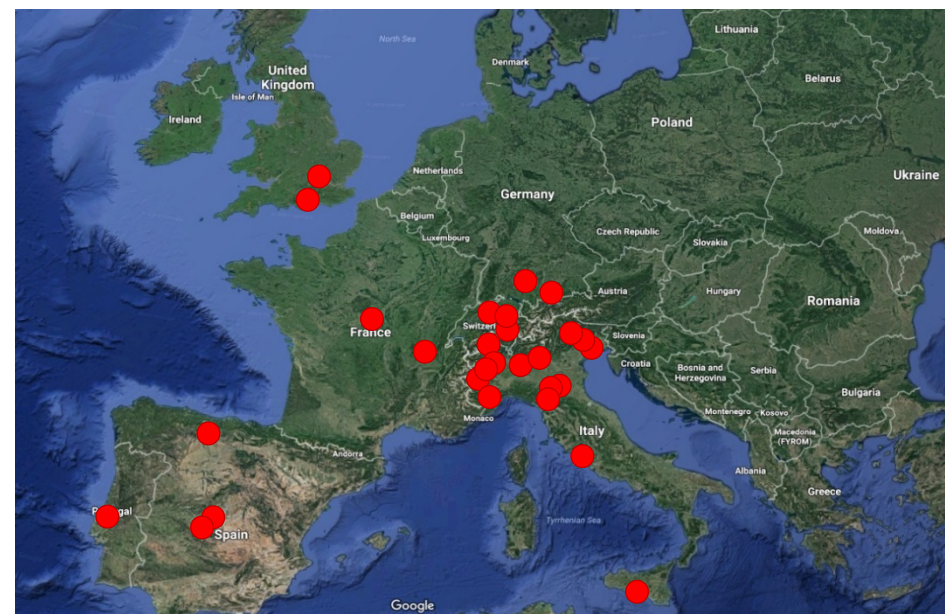 Lithuania
North Sea
Denmark
United
Kingdom
Belarus
Isle of Man
Ireland
Poland
Netherlands
Ukraine
Germany
Belgium
Czech Republic
Moldova
Luxembourg
Slovakia
Austria
Hungary
Romania
France
Switzerl
Slovenia
Croatia
Bosnia and
Herzegovina
Serbia
Bulgaria
Montenegro
Kosovo
Monaco
Italy
Macedonia
(FYROM)
Andorra
Albania
Greece
gal
Tyrrhenian Sea
Spain
Google